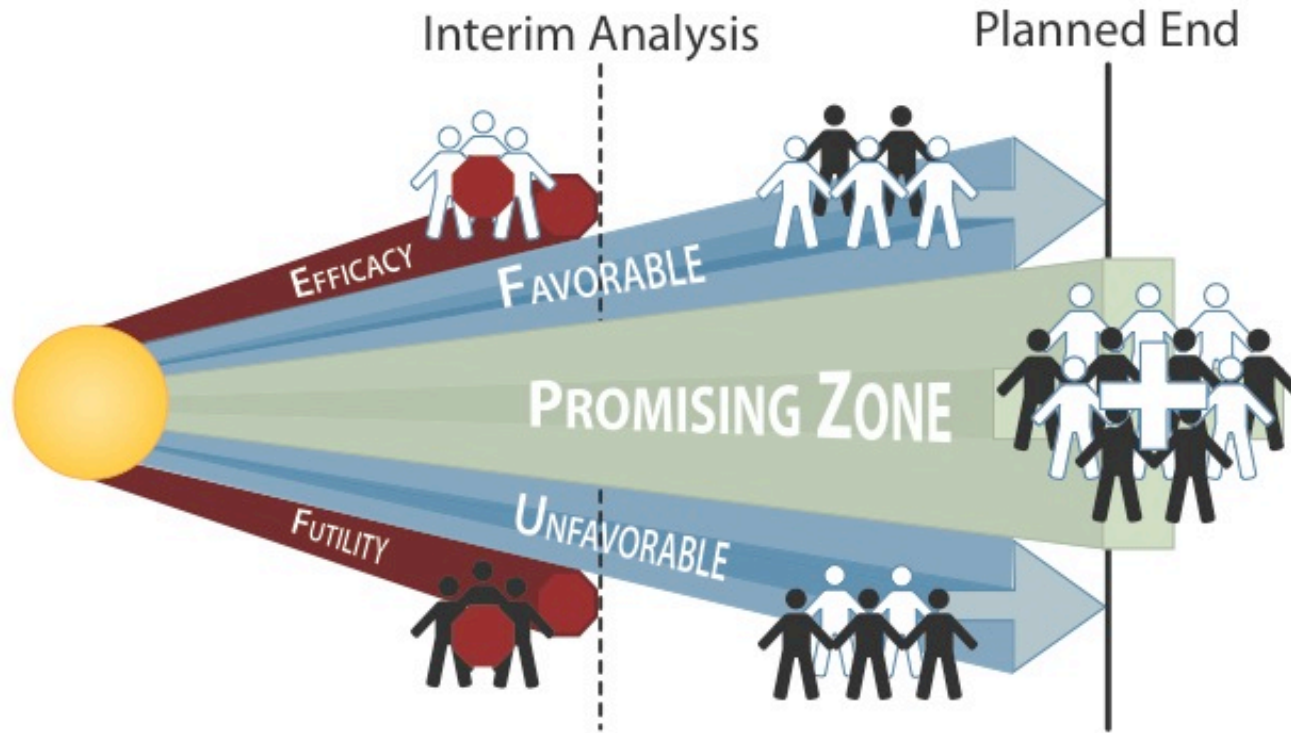 Interim Analysis
Planned End
EFFICACY
FAVORABLE
PROMISING ZONE
UNFAVORABLE
FUTILITY